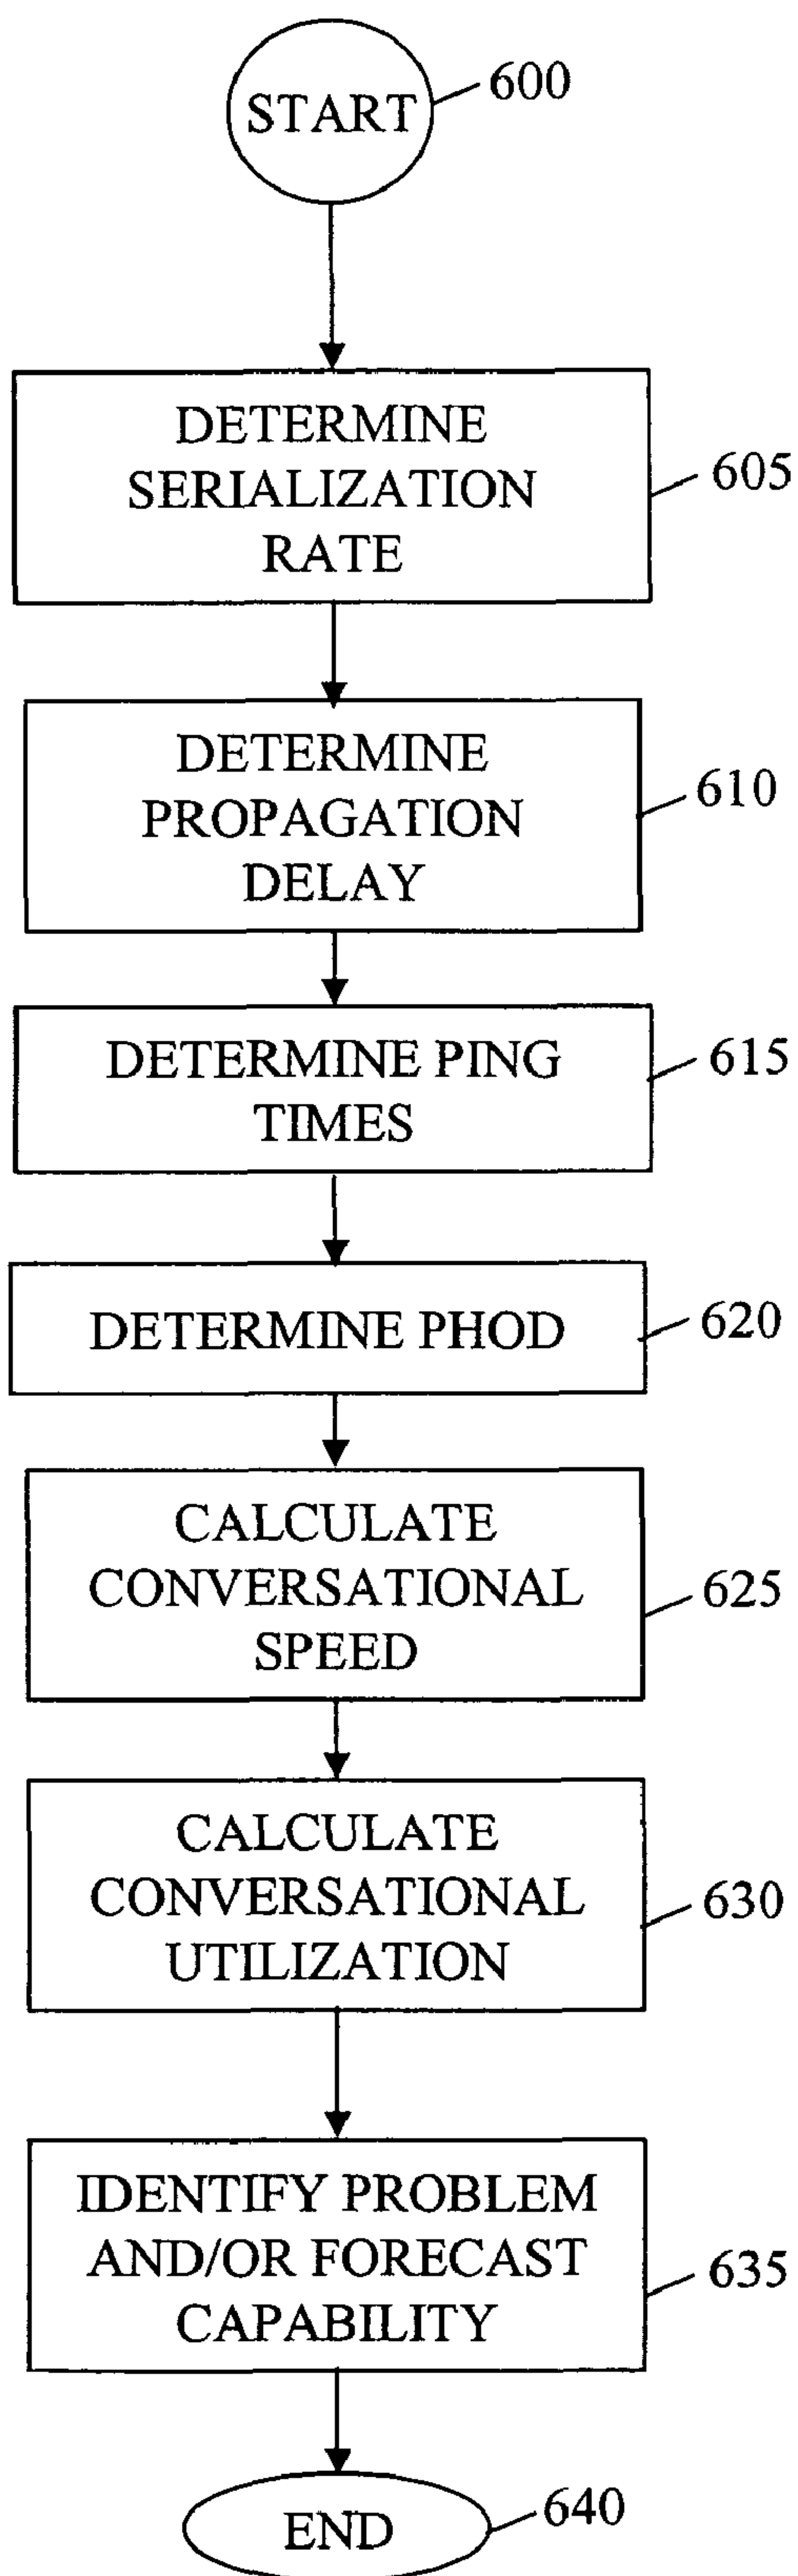 START
600
DETERMINE
SERIALIZATION
RATE
605
DETERMINE
PROPAGATION
DELAY
610
DETERMINE PING
TIMES
615
DETERMINE PHOD
620
CALCULATE
CONVERSATIONAL
SPEED
625
CALCULATE
CONVERSATIONAL
UTILIZATION
630
IDENTIFY PROBLEM
AND/OR FORECAST
CAPABILITY
635
END
640